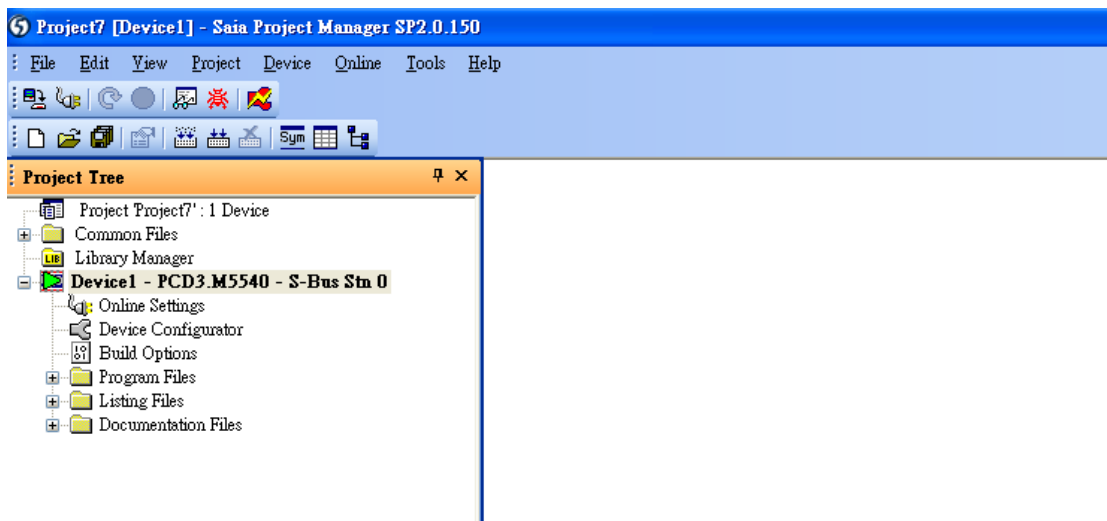 Project7 [Device1] - Saia Project Manager SP2.0.150
File Edit View Project Device Online Tools Help
Sym
Project Tree
Project 'Project7' : 1 Device
Common Files
LIB Library Manager
Device1 - PCD3.M5540 - S-Bus Stn 0
Online Settings
Device Configurator
Build Options
Program Files
Listing Files
Documentation Files